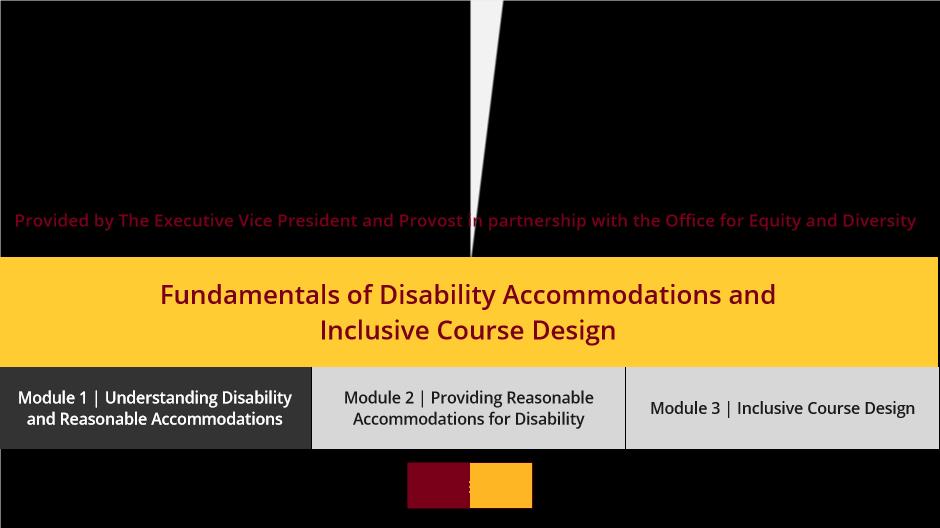 Provided by The Executive Vice President and Provost in partnership with the Office for Equity and Diversity
Fundamentals of Disability Accommodations and
Inclusive Course Design
Module 1 | Understanding Disability
and Reasonable Accommodations
Module 2 | Providing Reasonable
Accommodations for Disability
Module 3 | Inclusive Course Design